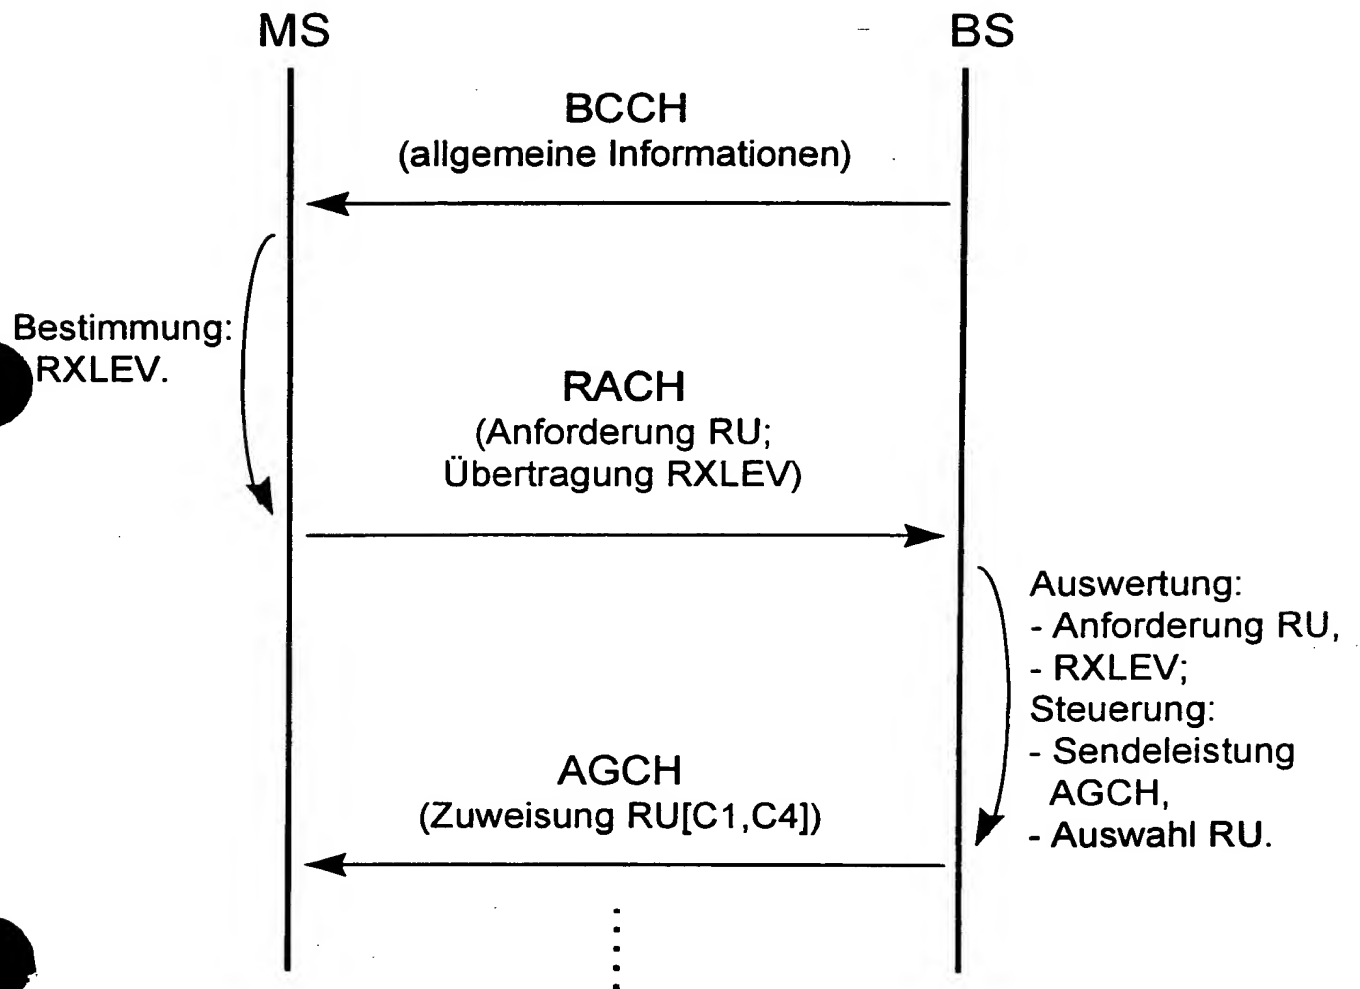 MS
BS
BCCH
(allgemeine Informationen)
Bestimmung:
RXLEV.
RACH
(Anforderung RU;
Übertragung RXLEV)
Auswertung:
- Anforderung RU,
- RXLEV;
Steuerung:
- Sendeleistung
AGCH,
- Auswahl RU.
AGCH
(Zuweisung RU[C1,C4])